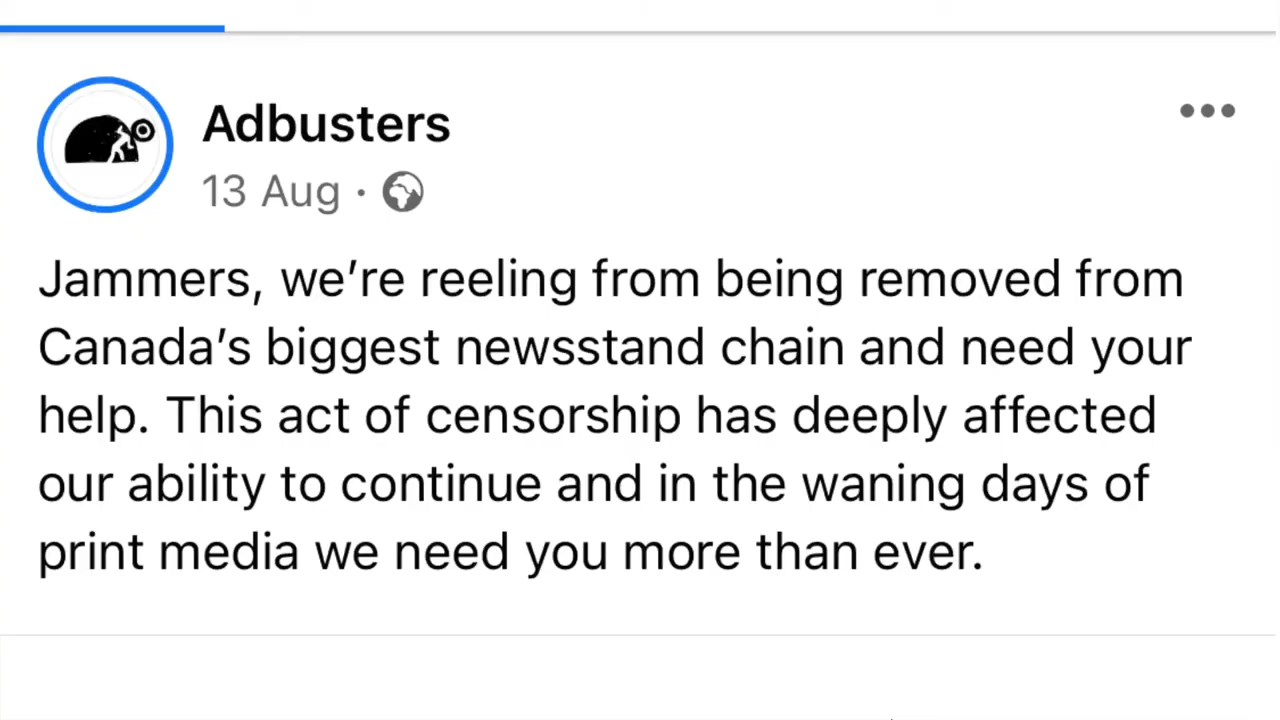 Adbusters
13 Aug ·
Jammers, we’re reeling from being removed from
Canada’s biggest newsstand chain and need your
help. This act of censorship has deeply affected
our ability to continue and in the waning days of
print media we need you more than ever.